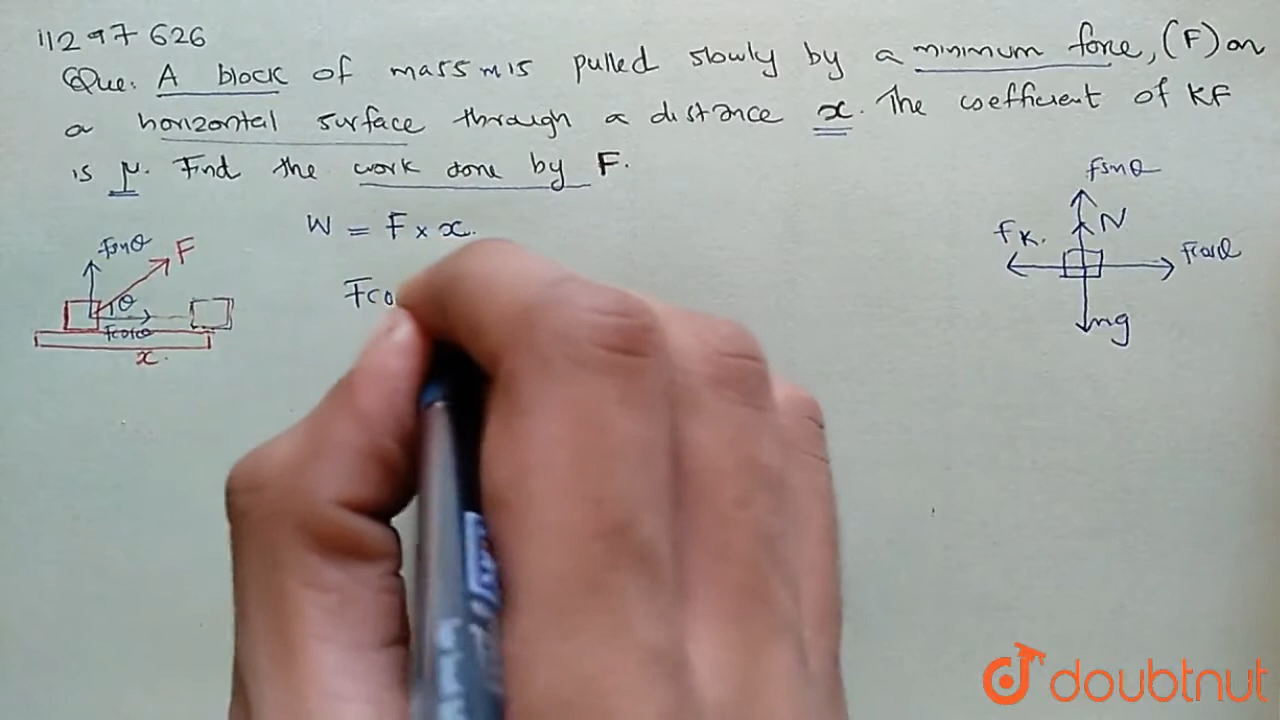 11297626
Que: A block of mass m is pulled slowly by a minimum force, (F) on
a horizontal surface through a distance x. The coefficient of KF
is μ. Find the work done by F.
W = F × x.
Fco
Fsinθ
F
θ
Fcosθ
x.
Fsinθ
N
fK.
Fcosθ
mg
doubtnut